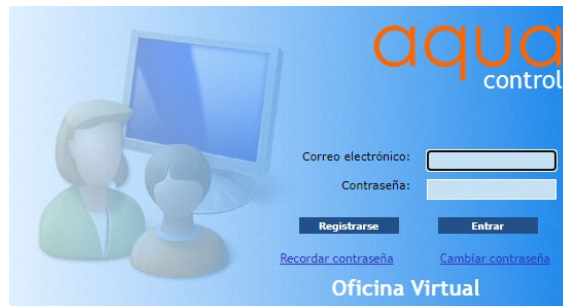 aqua
control
Correo electrónico:
Contraseña:
Registrarse Entrar
Recordar contraseña Cambiar contraseña
Oficina Virtual